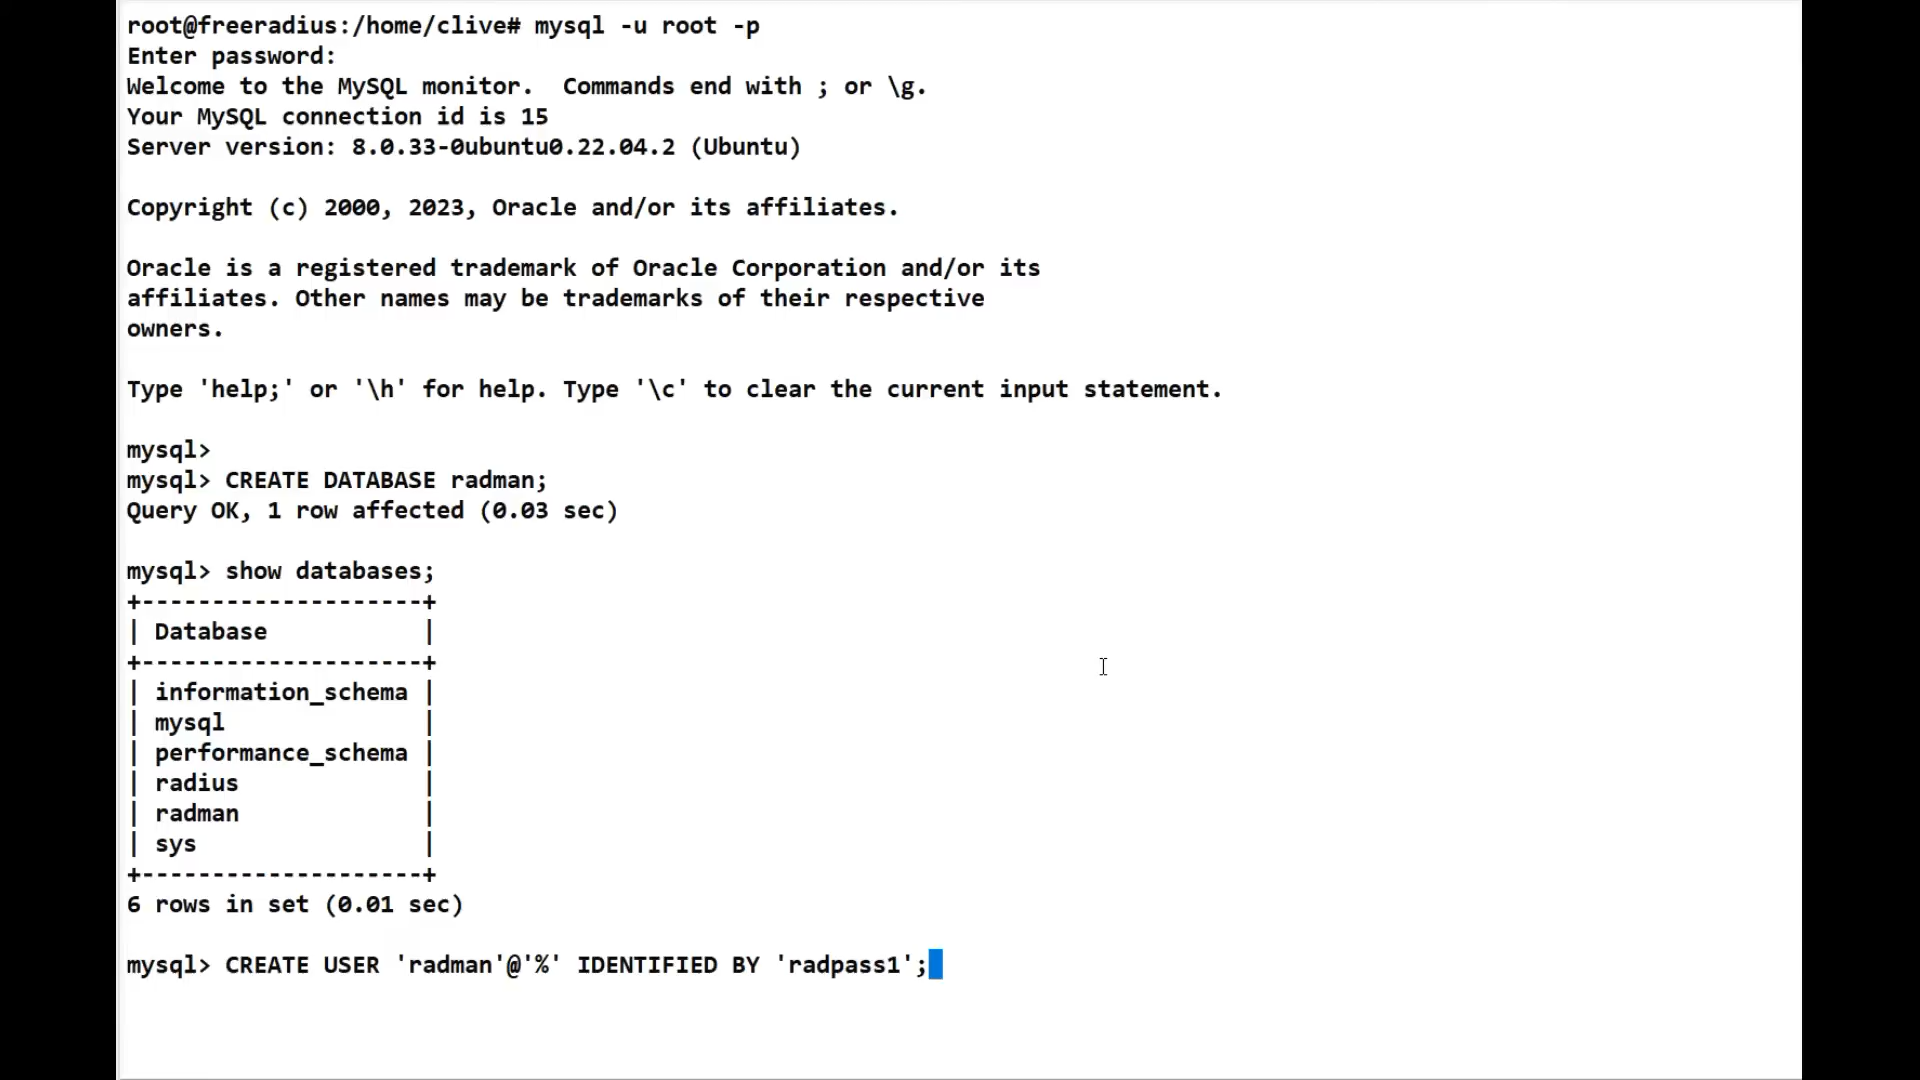 root@freeradius:/home/clive# mysql -u root -p
Enter password:
Welcome to the MySQL monitor.  Commands end with ; or \g.
Your MySQL connection id is 15
Server version: 8.0.33-0ubuntu0.22.04.2 (Ubuntu)
Copyright (c) 2000, 2023, Oracle and/or its affiliates.
Oracle is a registered trademark of Oracle Corporation and/or its
affiliates. Other names may be trademarks of their respective
owners.
Type 'help;' or '\h' for help. Type '\c' to clear the current input statement.
mysql>
mysql> CREATE DATABASE radman;
Query OK, 1 row affected (0.03 sec)
mysql> show databases;
+--------------------+
| Database           |
+--------------------+
| information_schema |
| mysql              |
| performance_schema |
| radius             |
| radman             |
| sys                |
+--------------------+
6 rows in set (0.01 sec)
mysql> CREATE USER 'radman'@'%' IDENTIFIED BY 'radpass1';